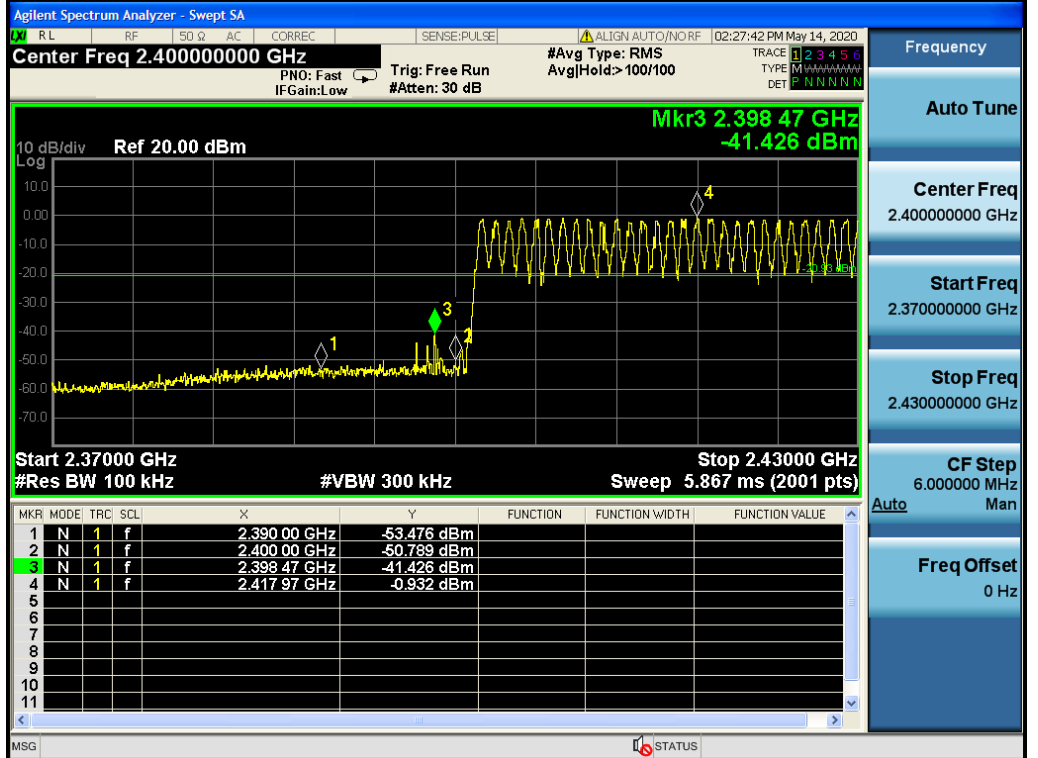 Agilent Spectrum Analyzer - Swept SA
LXI RL RF 50 Ω AC CORREC SENSE:PULSE ALIGN AUTO/NO RF 02:27:42 PM May 14, 2020
Center Freq 2.400000000 GHz
PNO: Fast
IFGain:Low
Trig: Free Run
#Atten: 30 dB
#Avg Type: RMS
Avg|Hold:>100/100
TRACE 1 2 3 4 5 6
TYPE M WWWWW
DET P N N N N N
Mkr3 2.398 47 GHz
-41.426 dBm
10 dB/div Ref 20.00 dBm
Log
10.0
0.00
-10.0
-20.0
-30.0
-40.0
-50.0
-60.0
-70.0
4
-20.93 dBm
3
2
1
Start 2.37000 GHz Stop 2.43000 GHz
#Res BW 100 kHz #VBW 300 kHz Sweep 5.867 ms (2001 pts)
MKR MODE TRC SCL X Y FUNCTION FUNCTION WIDTH FUNCTION VALUE
1 N 1 f 2.390 00 GHz -53.476 dBm
2 N 1 f 2.400 00 GHz -50.789 dBm
3 N 1 f 2.398 47 GHz -41.426 dBm
4 N 1 f 2.417 97 GHz -0.932 dBm
5
6
7
8
9
10
11
MSG STATUS
Frequency
Auto Tune
Center Freq
2.400000000 GHz
Start Freq
2.370000000 GHz
Stop Freq
2.430000000 GHz
CF Step
6.000000 MHz
Auto Man
Freq Offset
0 Hz